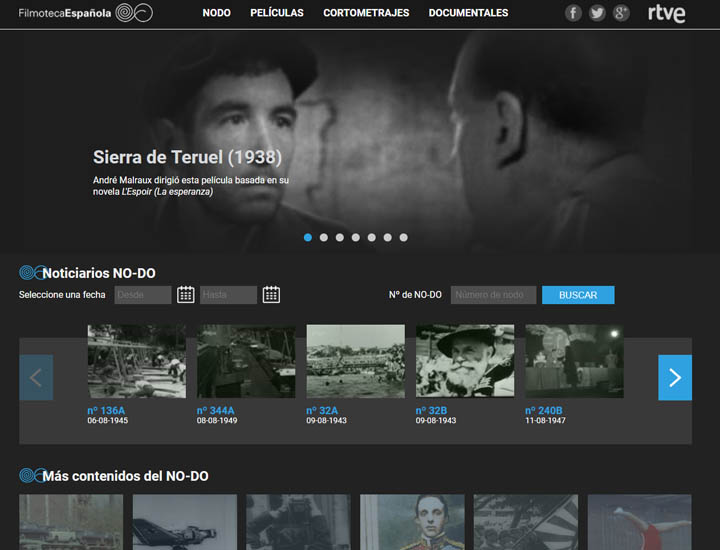 FilmotecaEspañola
NODO PELÍCULAS CORTOMETRAJES DOCUMENTALES
f g+ rtve
Sierra de Teruel (1938)
André Malraux dirigió esta película basada en su
novela L'Espoir (La esperanza)
Noticiarios NO-DO
Seleccione una fecha Desde Hasta Nº de NO-DO Número de nodo BUSCAR
nº 136A nº 344A nº 32A nº 32B nº 240B
06-08-1945 08-08-1949 09-08-1943 09-08-1943 11-08-1947
Más contenidos del NO-DO